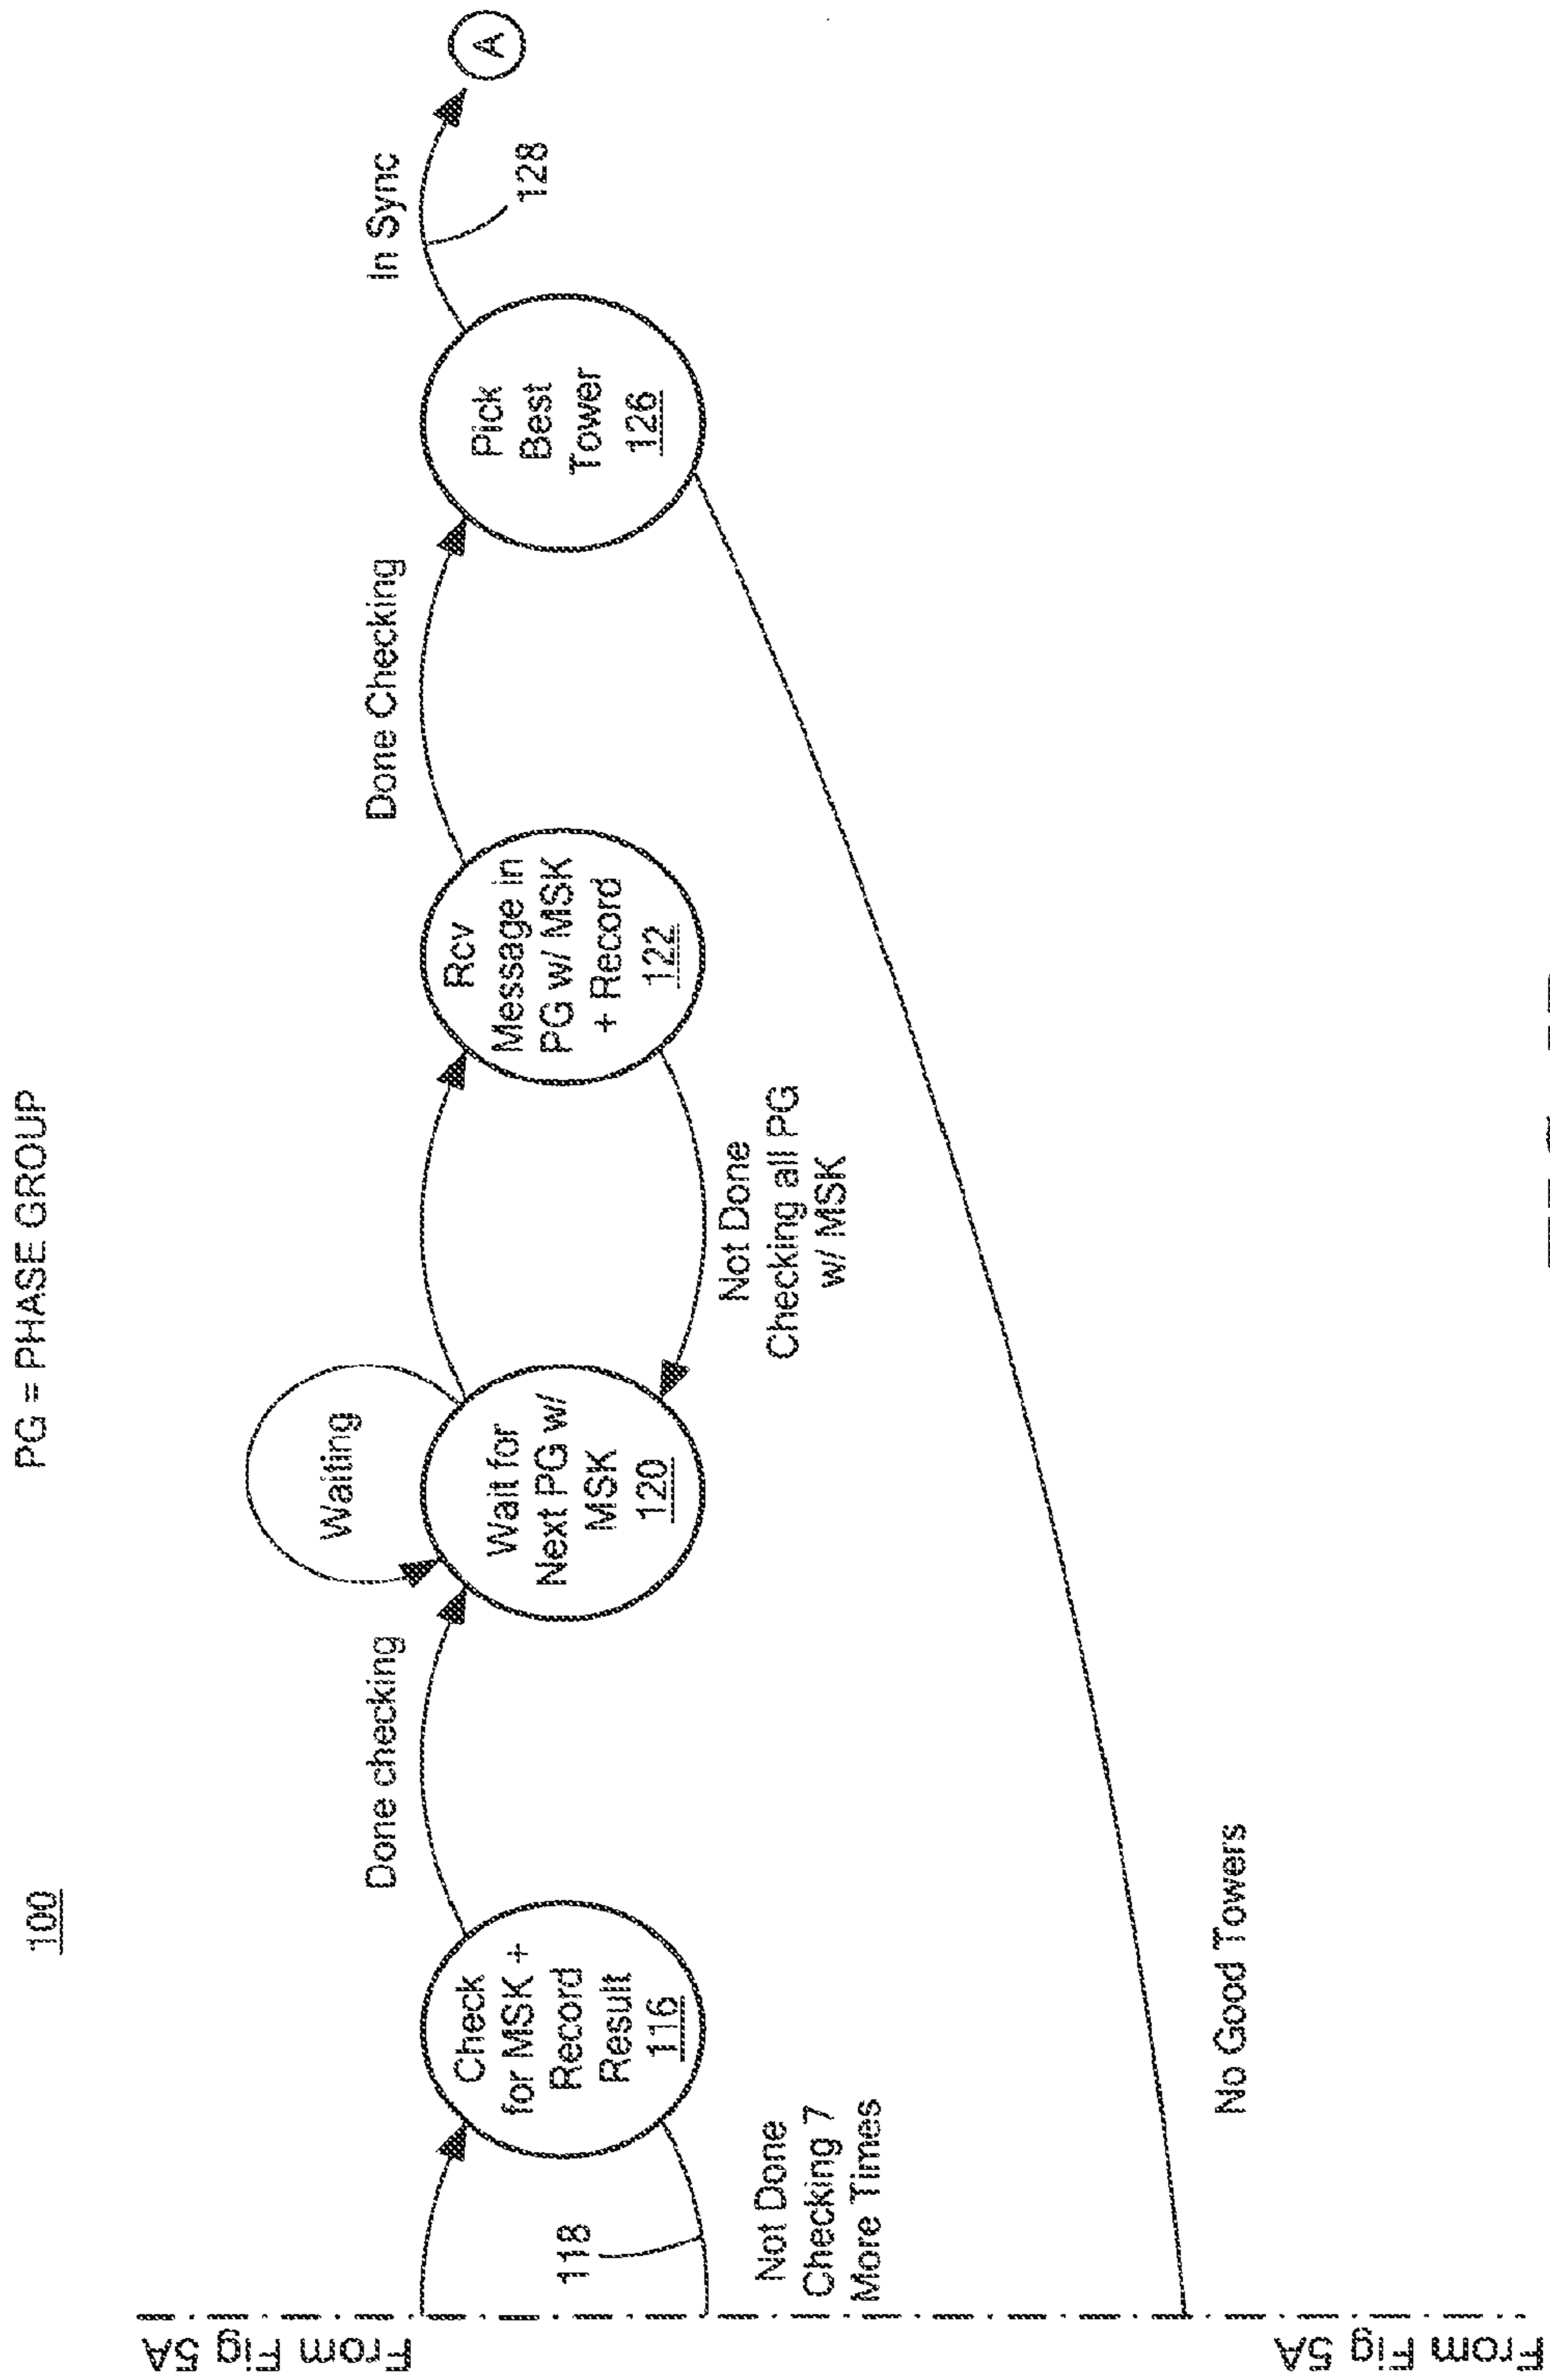 100
PG = PHASE GROUP
From Fig 5A
118
Not Done
Checking 7
More Times
Check
for MSK +
Record
Result
116
Done checking
Waiting
Wait for
Next PG w/
MSK
120
Not Done
Checking all PG
w/ MSK
Rcv
Message in
PG w/ MSK
+ Record
122
Done Checking
Pick
Best
Tower
126
In Sync
128
A
No Good Towers
From Fig 5A